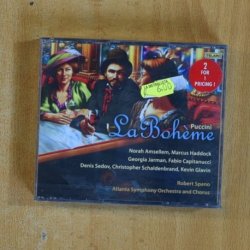 2 FOR 1
PRICING!
Puccini
La Bohème
Norah Amsellem, Marcus Haddock
Georgia Jarman, Fabio Capitanucci
Denis Sedov, Christopher Schaldenbrand, Kevin Glavin
Robert Spano
Atlanta Symphony Orchestra and Chorus